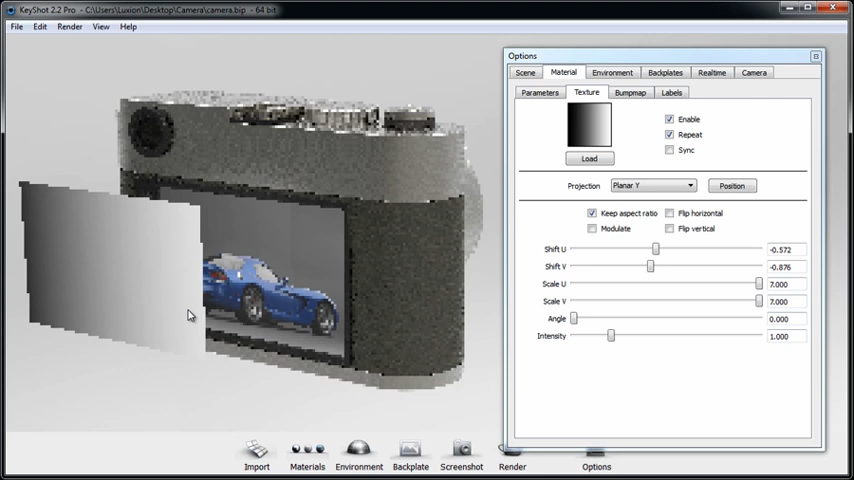 KeyShot 2.2 Pro - C:\Users\Luxion\Desktop\Camera\camera.bip - 64 bit
File Edit Render View Help
Options
Scene Material Environment Backplates Realtime Camera
Parameters Texture Bumpmap Labels
Enable
Repeat
Sync
Load
Projection Planar Y Position
Keep aspect ratio Flip horizontal
Modulate Flip vertical
Shift U -0.572
Shift V -0.876
Scale U 7.000
Scale V 7.000
Angle 0.000
Intensity 1.000
Import Materials Environment Backplate Screenshot Render Options